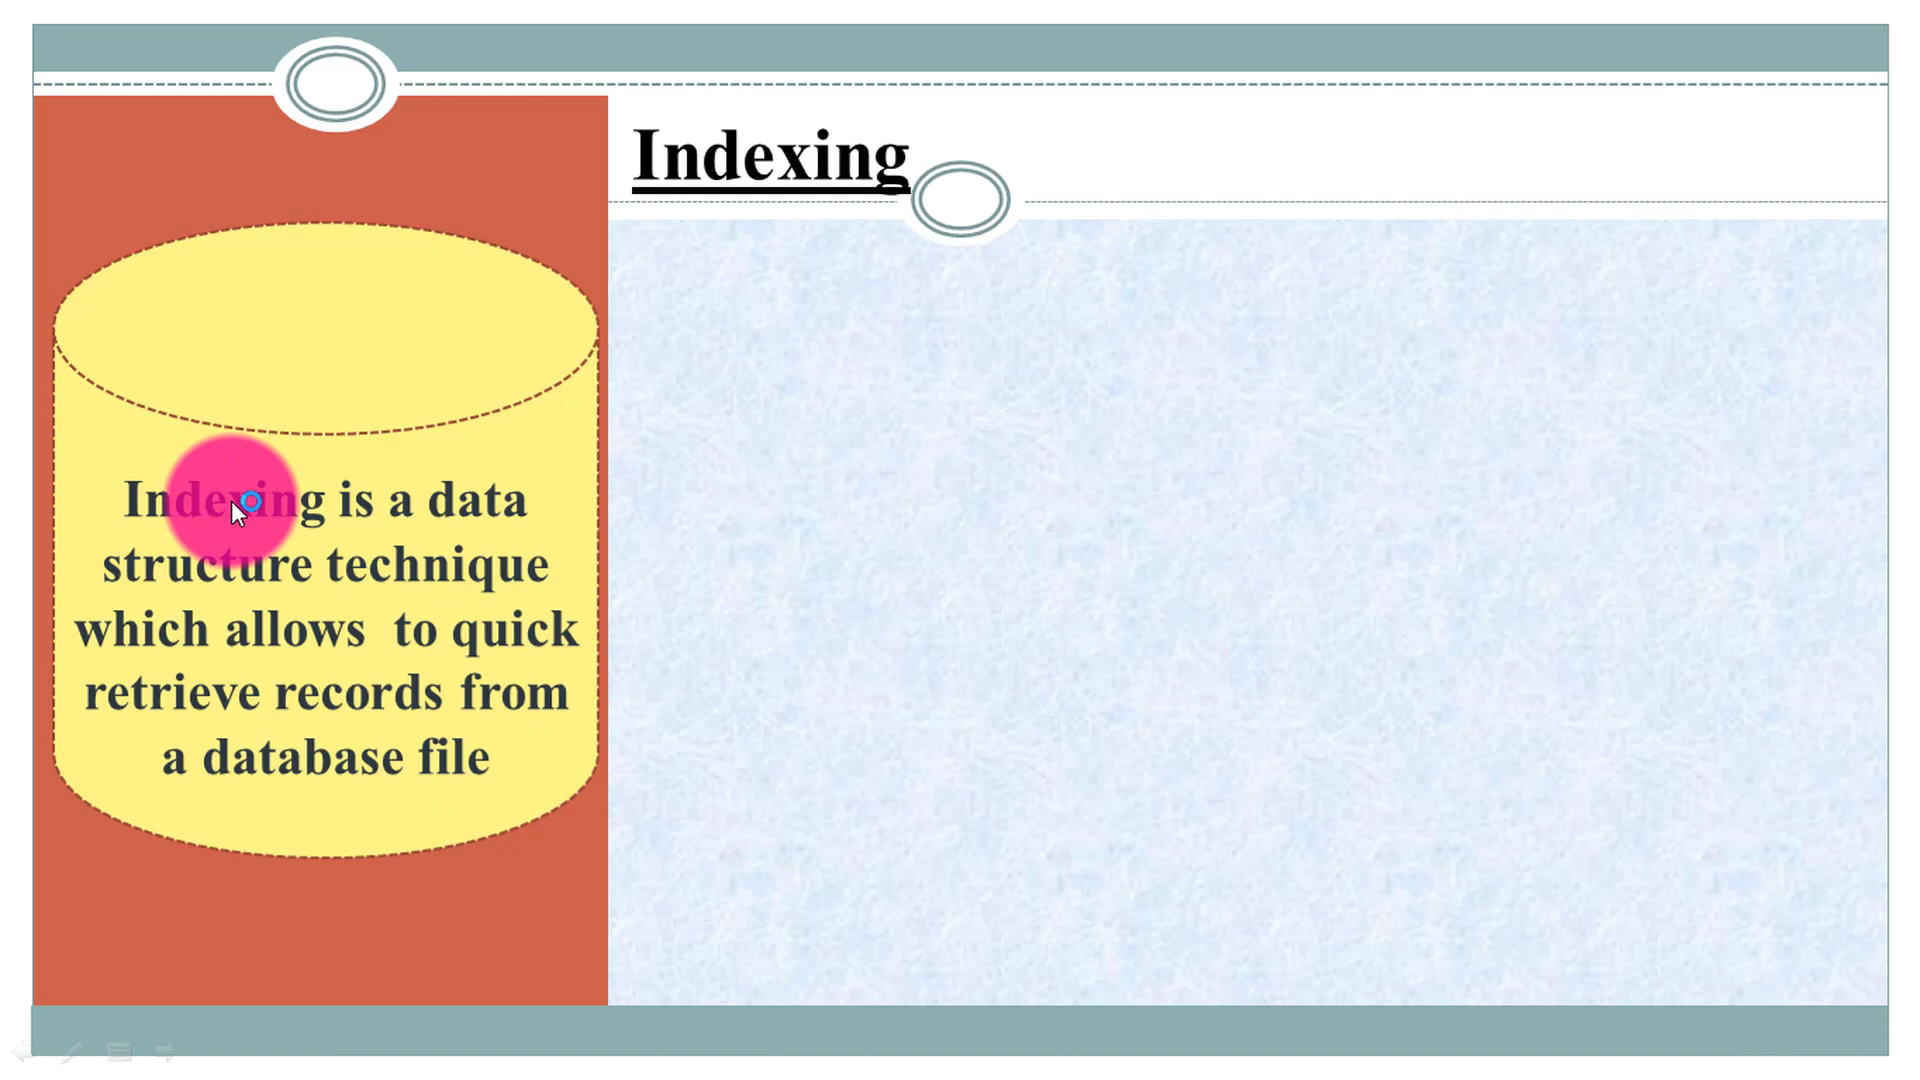 Indexing
Indexing is a data
structure technique
which allows  to quick
retrieve records from
a database file